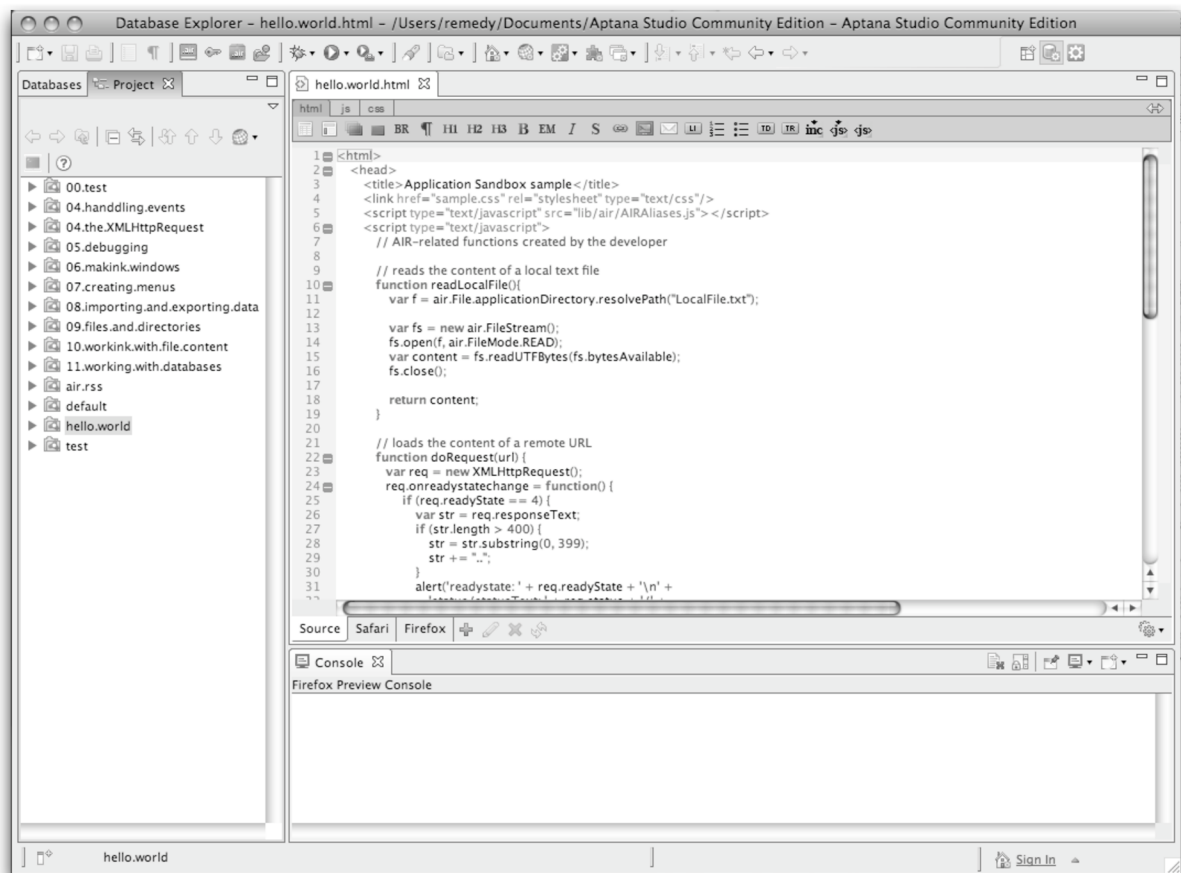 Database Explorer – hello.world.html – /Users/remedy/Documents/Aptana Studio Community Edition – Aptana Studio Community Edition
Databases
Project
00.test
04.handdling.events
04.the.XMLHttpRequest
05.debugging
06.makink.windows
07.creating.menus
08.importing.and.exporting.data
09.files.and.directories
10.workink.with.file.content
11.working.with.databases
air.rss
default
hello.world
test
hello.world.html
html js css
BR ¶ H1 H2 H3 B EM I S LI TD TR inc js js
1 <html>
2 <head>
3 <title>Application Sandbox sample</title>
4 <link href="sample.css" rel="stylesheet" type="text/css"/>
5 <script type="text/javascript" src="lib/air/AIRAliases.js"></script>
6 <script type="text/javascript">
7 // AIR-related functions created by the developer
8
9 // reads the content of a local text file
10 function readLocalFile(){
11 var f = air.File.applicationDirectory.resolvePath("LocalFile.txt");
12
13 var fs = new air.FileStream();
14 fs.open(f, air.FileMode.READ);
15 var content = fs.readUTFBytes(fs.bytesAvailable);
16 fs.close();
17
18 return content;
19 }
20
21 // loads the content of a remote URL
22 function doRequest(url) {
23 var req = new XMLHttpRequest();
24 req.onreadystatechange = function() {
25 if (req.readyState == 4) {
26 var str = req.responseText;
27 if (str.length > 400) {
28 str = str.substring(0, 399);
29 str += "..";
30 }
31 alert('readystate: ' + req.readyState + '\n' +
Source Safari Firefox
Console
Firefox Preview Console
hello.world
Sign In